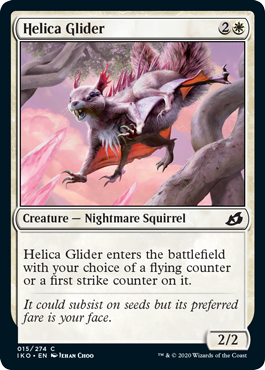 Helica Glider 2
Creature — Nightmare Squirrel
Helica Glider enters the battlefield
with your choice of a flying counter
or a first strike counter on it.
It could subsist on seeds but its preferred
fare is your face.
2/2
015/274 C
IKO • EN Jehan Choo
™ & © 2020 Wizards of the Coast